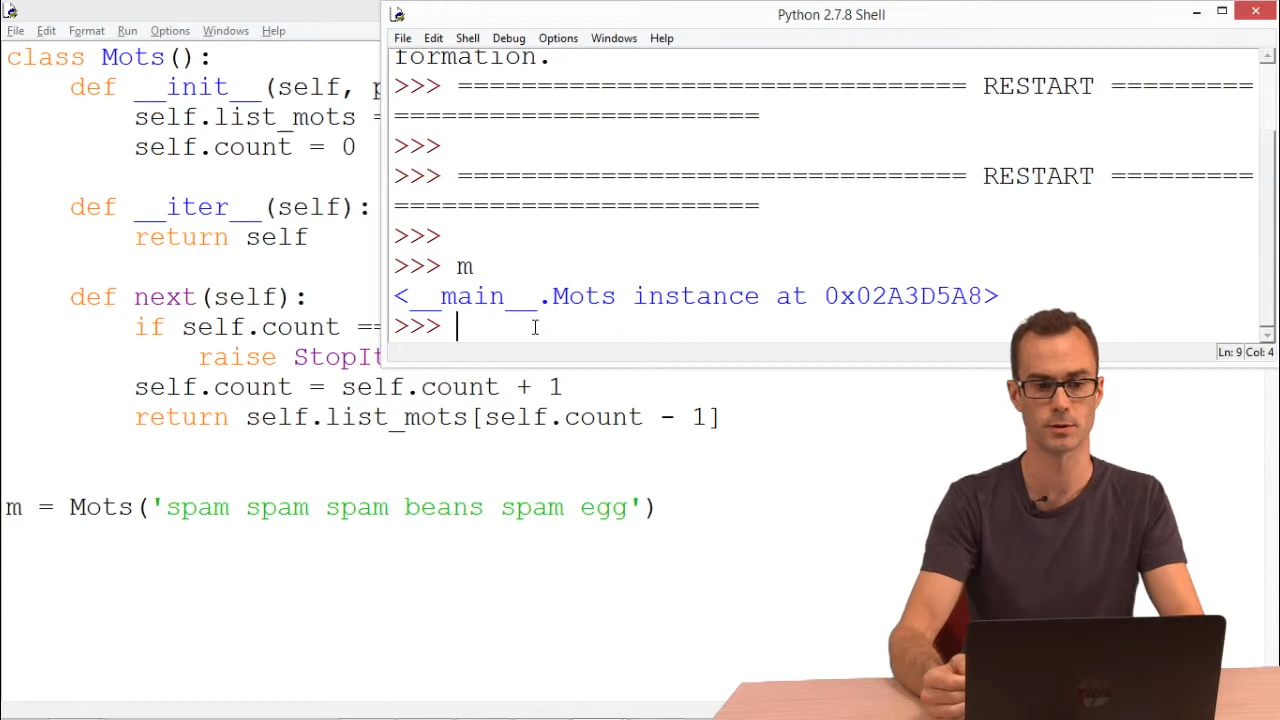 File Edit Format Run Options Windows Help
class Mots():
def __init__(self, p
self.list_mots =
self.count = 0
def __iter__(self):
return self
def next(self):
if self.count ==
raise StopIt
self.count = self.count + 1
return self.list_mots[self.count - 1]
m = Mots('spam spam spam beans spam egg')
Python 2.7.8 Shell
File Edit Shell Debug Options Windows Help
formation.
>>> ================================ RESTART =========
=======================
>>>
>>> ================================ RESTART =========
=======================
>>>
>>> m
<__main__.Mots instance at 0x02A3D5A8>
>>>
Ln: 9 Col: 4